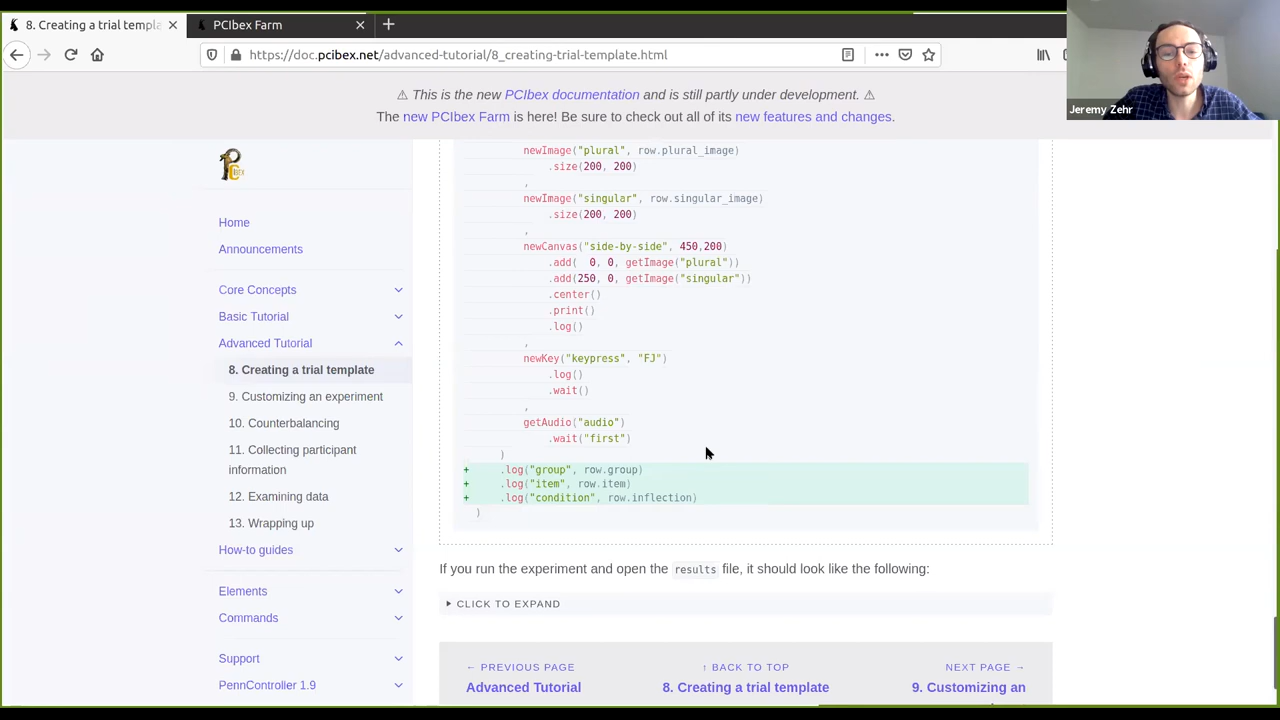 8. Creating a trial templa
PCIbex Farm
https://doc.pcibex.net/advanced-tutorial/8_creating-trial-template.html
Jeremy Zehr
⚠ This is the new PCIbex documentation and is still partly under development. ⚠
The new PCIbex Farm is here! Be sure to check out all of its new features and changes.
Home
Announcements
Core Concepts
Basic Tutorial
Advanced Tutorial
8. Creating a trial template
9. Customizing an experiment
10. Counterbalancing
11. Collecting participant
information
12. Examining data
13. Wrapping up
How-to guides
Elements
Commands
Support
PennController 1.9
newImage("plural", row.plural_image)
.size(200, 200)
,
newImage("singular", row.singular_image)
.size(200, 200)
,
newCanvas("side-by-side", 450,200)
.add(  0, 0, getImage("plural"))
.add(250, 0, getImage("singular"))
.center()
.print()
.log()
,
newKey("keypress", "FJ")
.log()
.wait()
,
getAudio("audio")
.wait("first")
)
+ .log("group", row.group)
+ .log("item", row.item)
+ .log("condition", row.inflection)
)
If you run the experiment and open the results file, it should look like the following:
CLICK TO EXPAND
← PREVIOUS PAGE
Advanced Tutorial
↑ BACK TO TOP
8. Creating a trial template
NEXT PAGE →
9. Customizing an